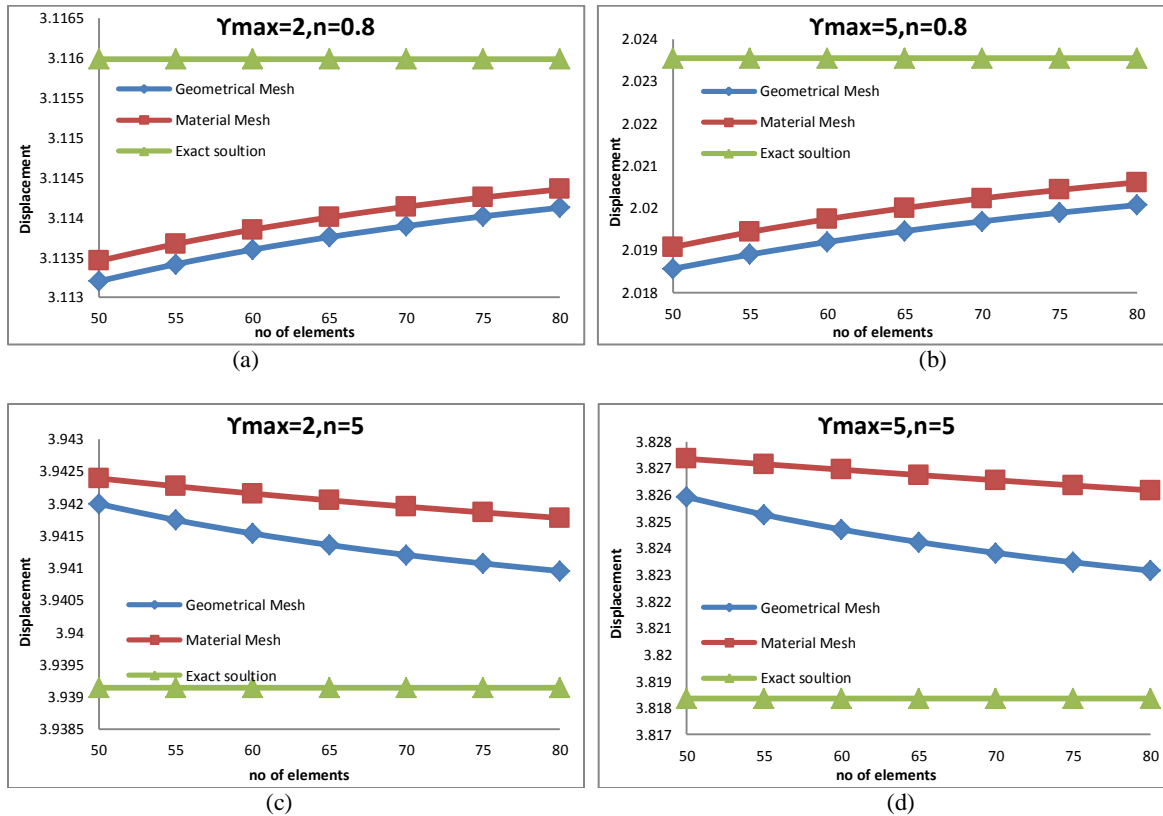 ϒmax=2,n=0.8
3.1165
3.116
3.1155
3.115
3.1145
3.114
3.1135
3.113
Displacement
Geometrical Mesh
Material Mesh
Exact soultion
50 55 60 65 70 75 80
no of elements
(a)
ϒmax=5,n=0.8
2.024
2.023
2.022
2.021
2.02
2.019
2.018
Displacement
Geometrical Mesh
Material Mesh
Exact soultion
50 55 60 65 70 75 80
no of elements
(b)
ϒmax=2,n=5
3.943
3.9425
3.942
3.9415
3.941
3.9405
3.94
3.9395
3.939
3.9385
Displacement
Geometrical Mesh
Material Mesh
Exact soultion
50 55 60 65 70 75 80
no of elements
(c)
ϒmax=5,n=5
3.828
3.827
3.826
3.825
3.824
3.823
3.822
3.821
3.82
3.819
3.818
3.817
Displacement
Geometrical Mesh
Material Mesh
Exact soultion
50 55 60 65 70 75 80
no of elements
(d)